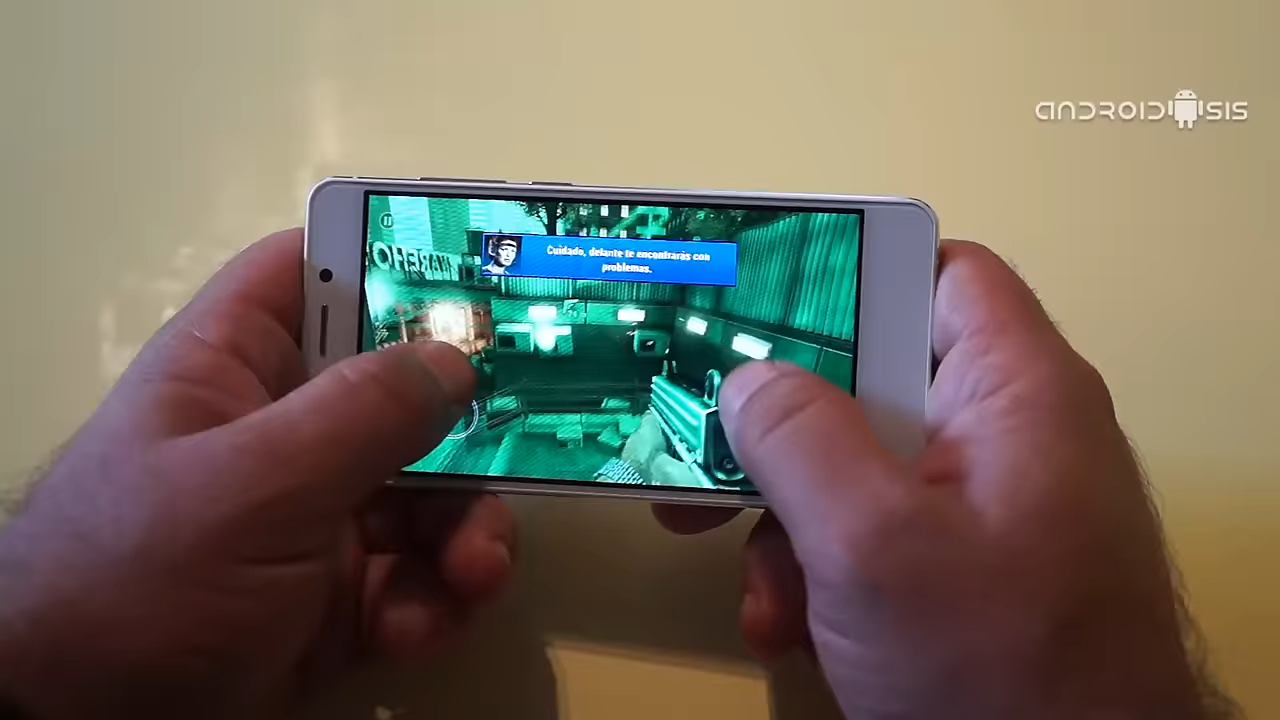 ANDROIDSIS
Cuidado, delante te encontrarás con
problemas.